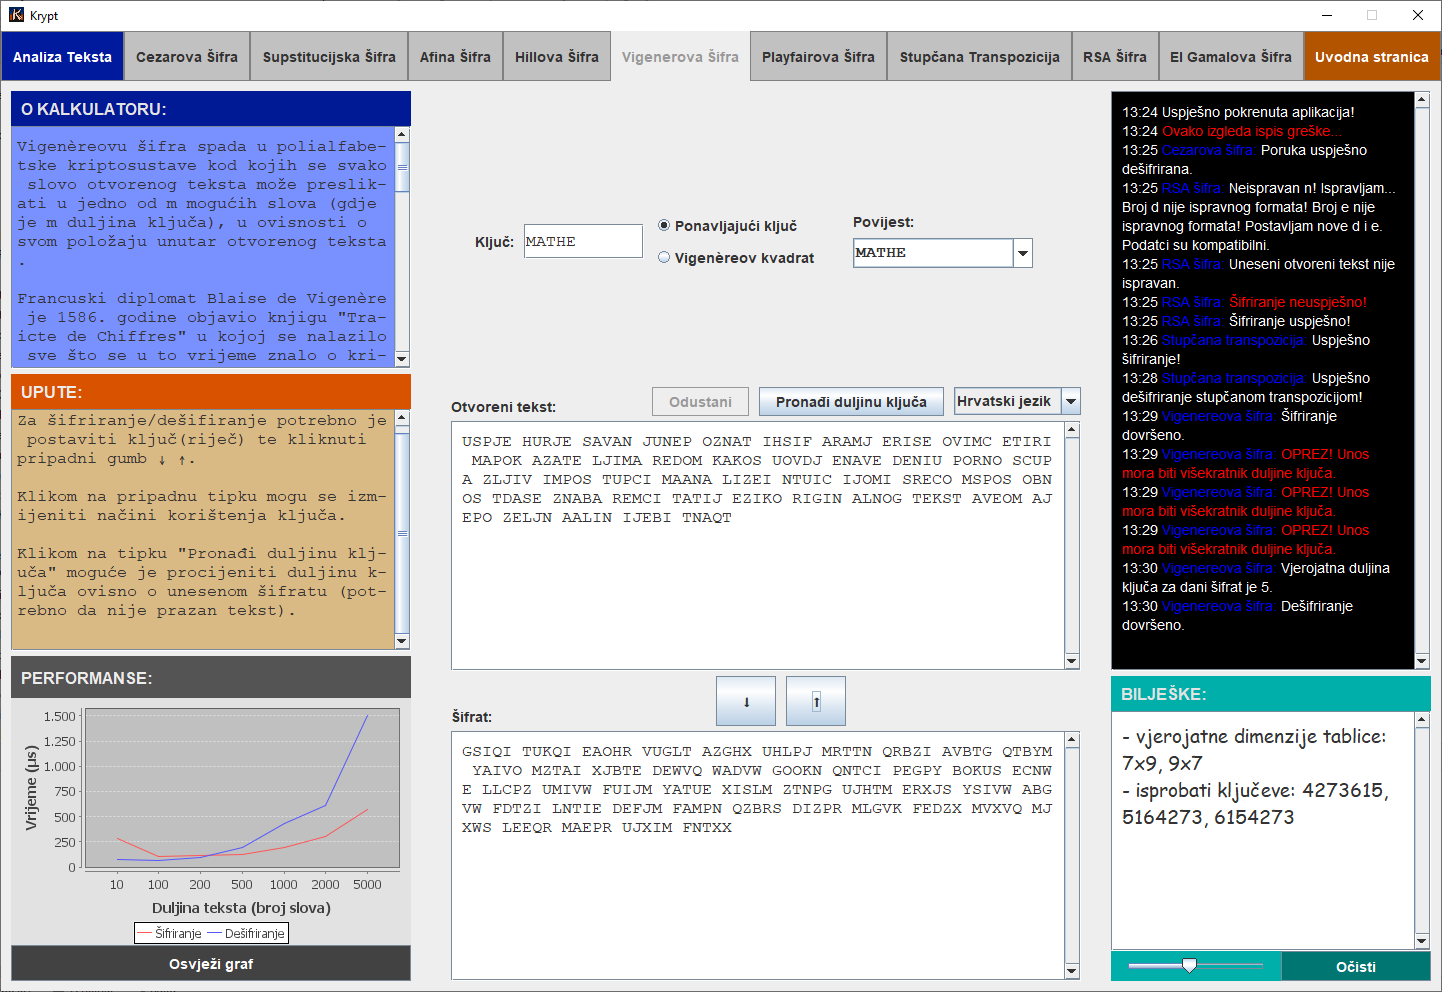 Krypt
Analiza Teksta
Cezarova Šifra
Supstitucijska Šifra
Afina Šifra
Hillova Šifra
Vigenerova Šifra
Playfairova Šifra
Stupčana Transpozicija
RSA Šifra
El Gamalova Šifra
Uvodna stranica
O KALKULATORU:
Vigenèreovu šifra spada u polialfabe-
tske kriptosustave kod kojih se svako
slovo otvorenog teksta može preslik-
ati u jedno od m mogućih slova (gdje
je m duljina ključa), u ovisnosti o
svom položaju unutar otvorenog teksta
.
Francuski diplomat Blaise de Vigenère
je 1586. godine objavio knjigu "Tra-
icte de Chiffres" u kojoj se nalazilo
sve što se u to vrijeme znalo o kri-
UPUTE:
Za šifriranje/dešifiranje potrebno je
postaviti ključ(riječ) te kliknuti
pripadni gumb ↓ ↑.
Klikom na pripadnu tipku mogu se izm-
ijeniti načini korištenja ključa.
Klikom na tipku "Pronađi duljinu klj-
uča" moguće je procijeniti duljinu k-
ljuča ovisno o unesenom šifratu (pot-
rebno da nije prazan tekst).
PERFORMANSE:
Vrijeme (µs)
1.500
1.250
1.000
750
500
250
0
10 100 200 500 1000 2000 5000
Duljina teksta (broj slova)
Šifriranje Dešifriranje
Osvježi graf
Ključ:
MATHE
Ponavljajući ključ
Vigenèreov kvadrat
Povijest:
MATHE
Otvoreni tekst:
Odustani
Pronađi duljinu ključa
Hrvatski jezik
USPJE HURJE SAVAN JUNEP OZNAT IHSIF ARAMJ ERISE OVIMC ETIRI
MAPOK AZATE LJIMA REDOM KAKOS UOVDJ ENAVE DENIU PORNO SCUP
A ZLJIV IMPOS TUPCI MAANA LIZEI NTUIC IJOMI SRECO MSPOS OBN
OS TDASE ZNABA REMCI TATIJ EZIKO RIGIN ALNOG TEKST AVEOM AJ
EPO ZELJN AALIN IJEBI TNAQT
↓
↑
Šifrat:
GSIQI TUKQI EAOHR VUGLT AZGHX UHLPJ MRTTN QRBZI AVBTG QTBYM
YAIVO MZTAI XJBTE DEWVQ WADVW GOOKN QNTCI PEGPY BOKUS ECNW
E LLCPZ UMIVW FUIJM YATUE XISLM ZTNPG UJHTM ERXJS YSIVW ABG
VW FDTZI LNTIE DEFJM FAMPN QZBRS DIZPR MLGVK FEDZX MVXVQ MJ
XWS LEEQR MAEPR UJXIM FNTXX
13:24 Uspješno pokrenuta aplikacija!
13:24 Ovako izgleda ispis greške...
13:25 Cezarova šifra: Poruka uspješno
dešifrirana.
13:25 RSA šifra: Neispravan n! Ispravljam...
Broj d nije ispravnog formata! Broj e nije
ispravnog formata! Postavljam nove d i e.
Podatci su kompatibilni.
13:25 RSA šifra: Uneseni otvoreni tekst nije
ispravan.
13:25 RSA šifra: Šifriranje neuspješno!
13:25 RSA šifra: Šifriranje uspješno!
13:26 Stupčana transpozicija: Uspješno
šifriranje!
13:28 Stupčana transpozicija: Uspješno
dešifriranje stupčanom transpozicijom!
13:29 Vigenereova šifra: Šifriranje
dovršeno.
13:29 Vigenereova šifra: OPREZ! Unos
mora biti višekratnik duljine ključa.
13:29 Vigenereova šifra: OPREZ! Unos
mora biti višekratnik duljine ključa.
13:29 Vigenereova šifra: OPREZ! Unos
mora biti višekratnik duljine ključa.
13:30 Vigenereova šifra: Vjerojatna duljina
ključa za dani šifrat je 5.
13:30 Vigenereova šifra: Dešifriranje
dovršeno.
BILJEŠKE:
- vjerojatne dimenzije tablice:
7x9, 9x7
- isprobati ključeve: 4273615,
5164273, 6154273
Očisti